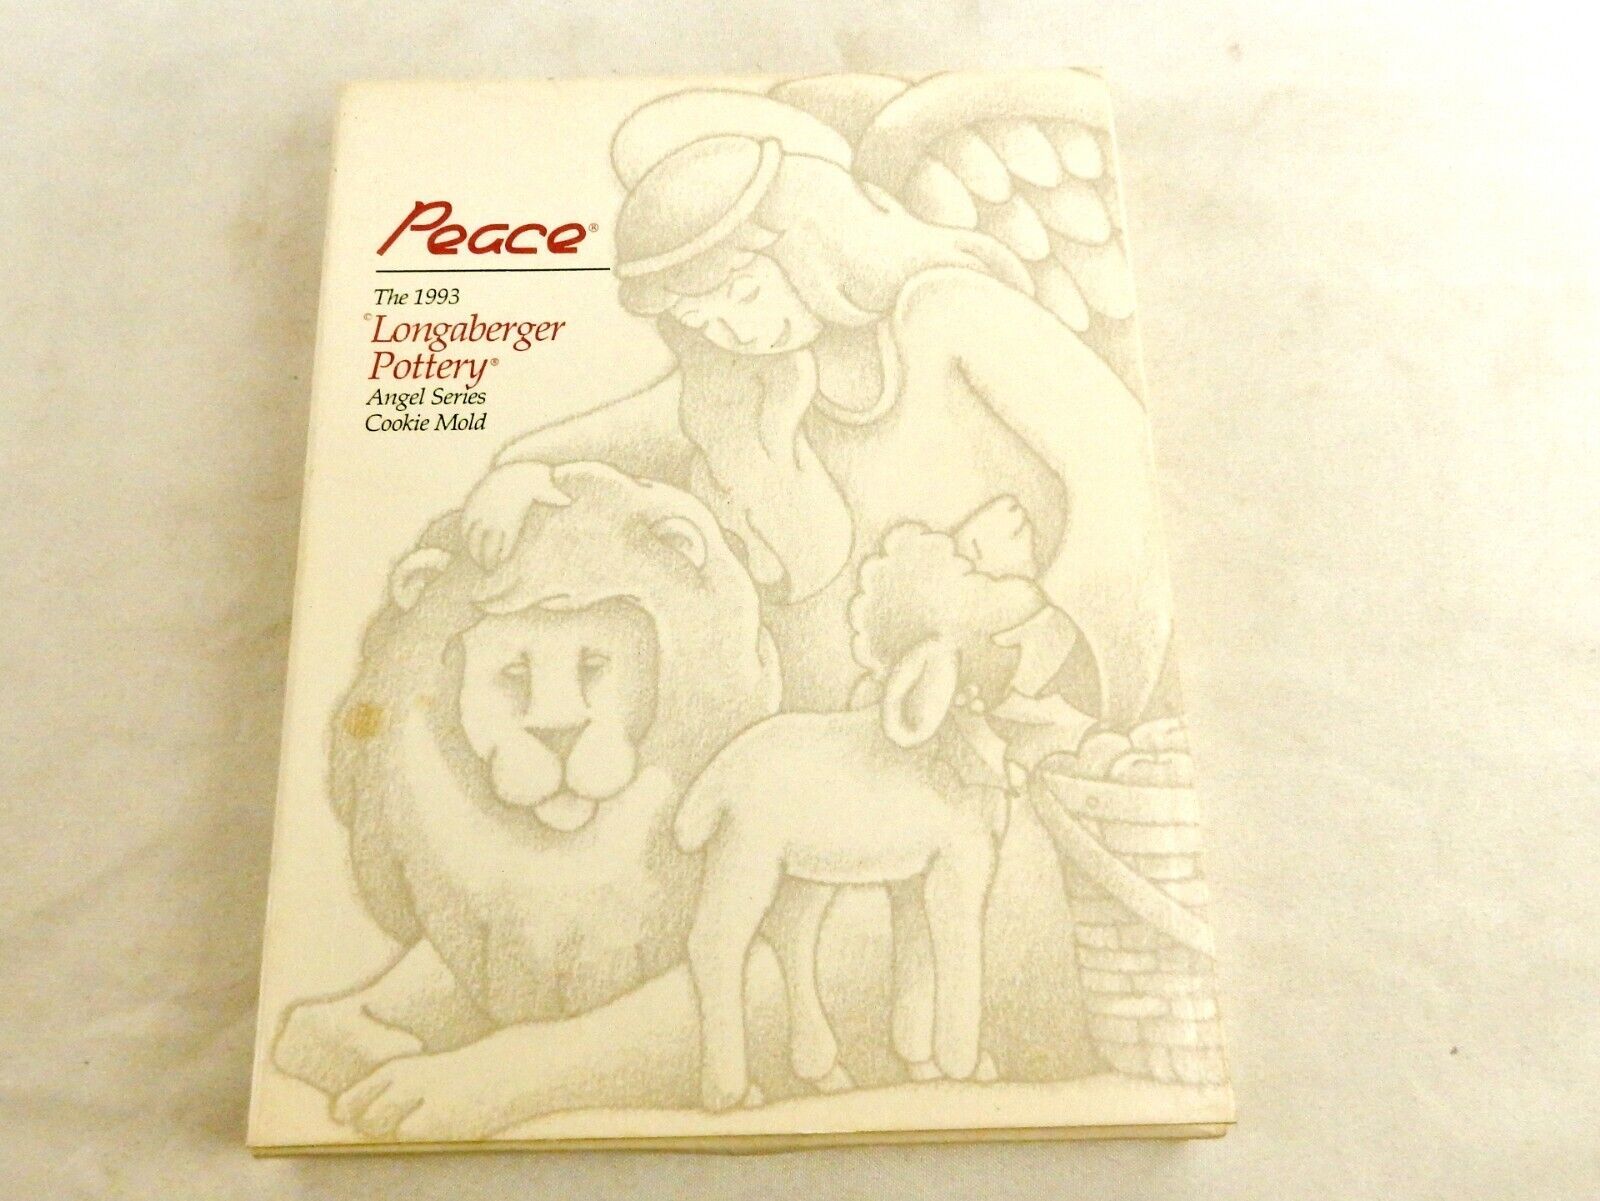 Peace®
The 1993
©Longaberger
Pottery®
Angel Series
Cookie Mold